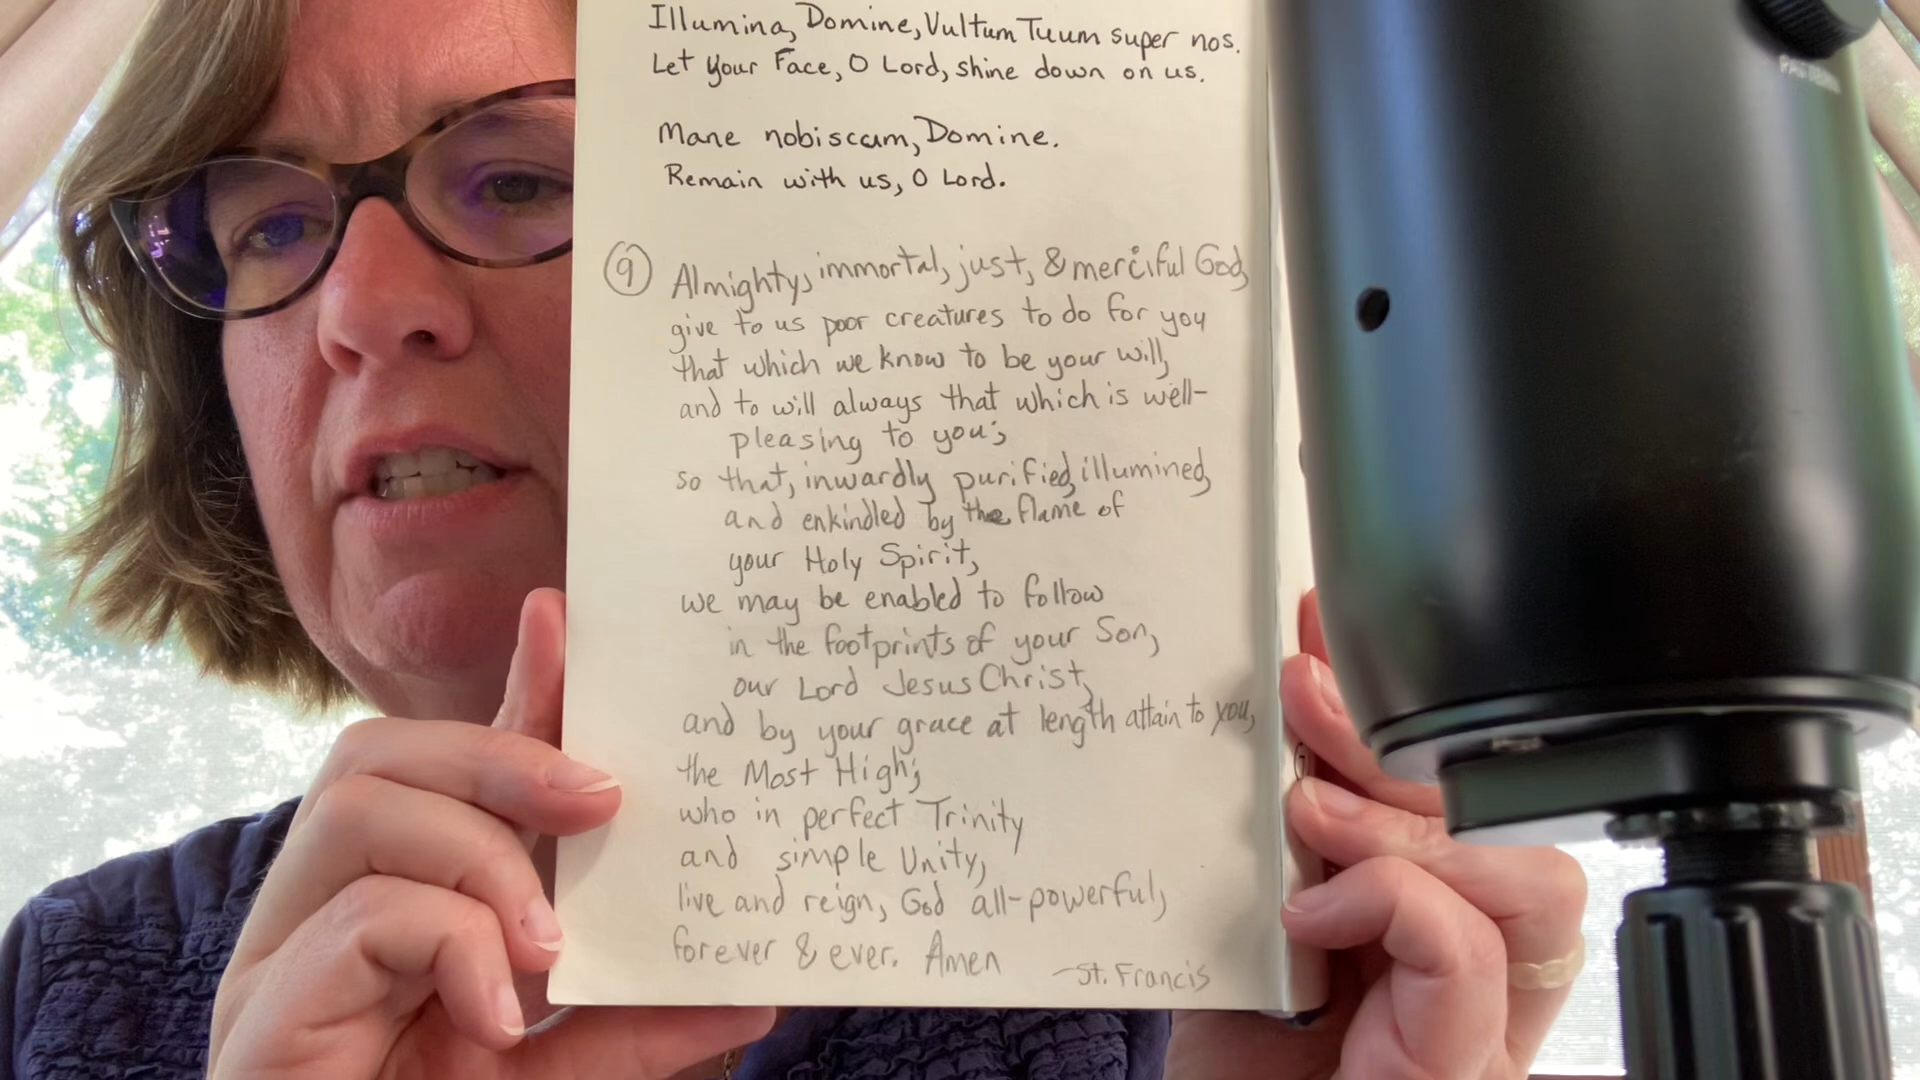 Illumina, Domine, Vultum Tuum super nos.
Let your Face, O Lord, shine down on us.
Mane nobiscum, Domine.
Remain with us, O Lord.
9 Almighty, immortal, just, & merciful God,
give to us poor creatures to do for you
that which we know to be your will,
and to will always that which is well-
pleasing to you;
so that, inwardly purified, illumined,
and enkindled by the flame of
your Holy Spirit,
we may be enabled to follow
in the footprints of your Son,
our Lord Jesus Christ,
and by your grace at length attain to you,
the Most High;
who in perfect Trinity
and simple Unity,
live and reign, God all-powerful,
forever & ever. Amen
~St. Francis